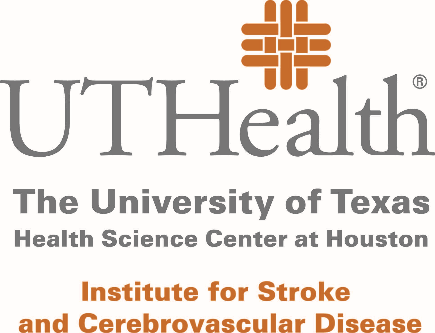 UTHealth®
The University of Texas
Health Science Center at Houston
Institute for Stroke
and Cerebrovascular Disease